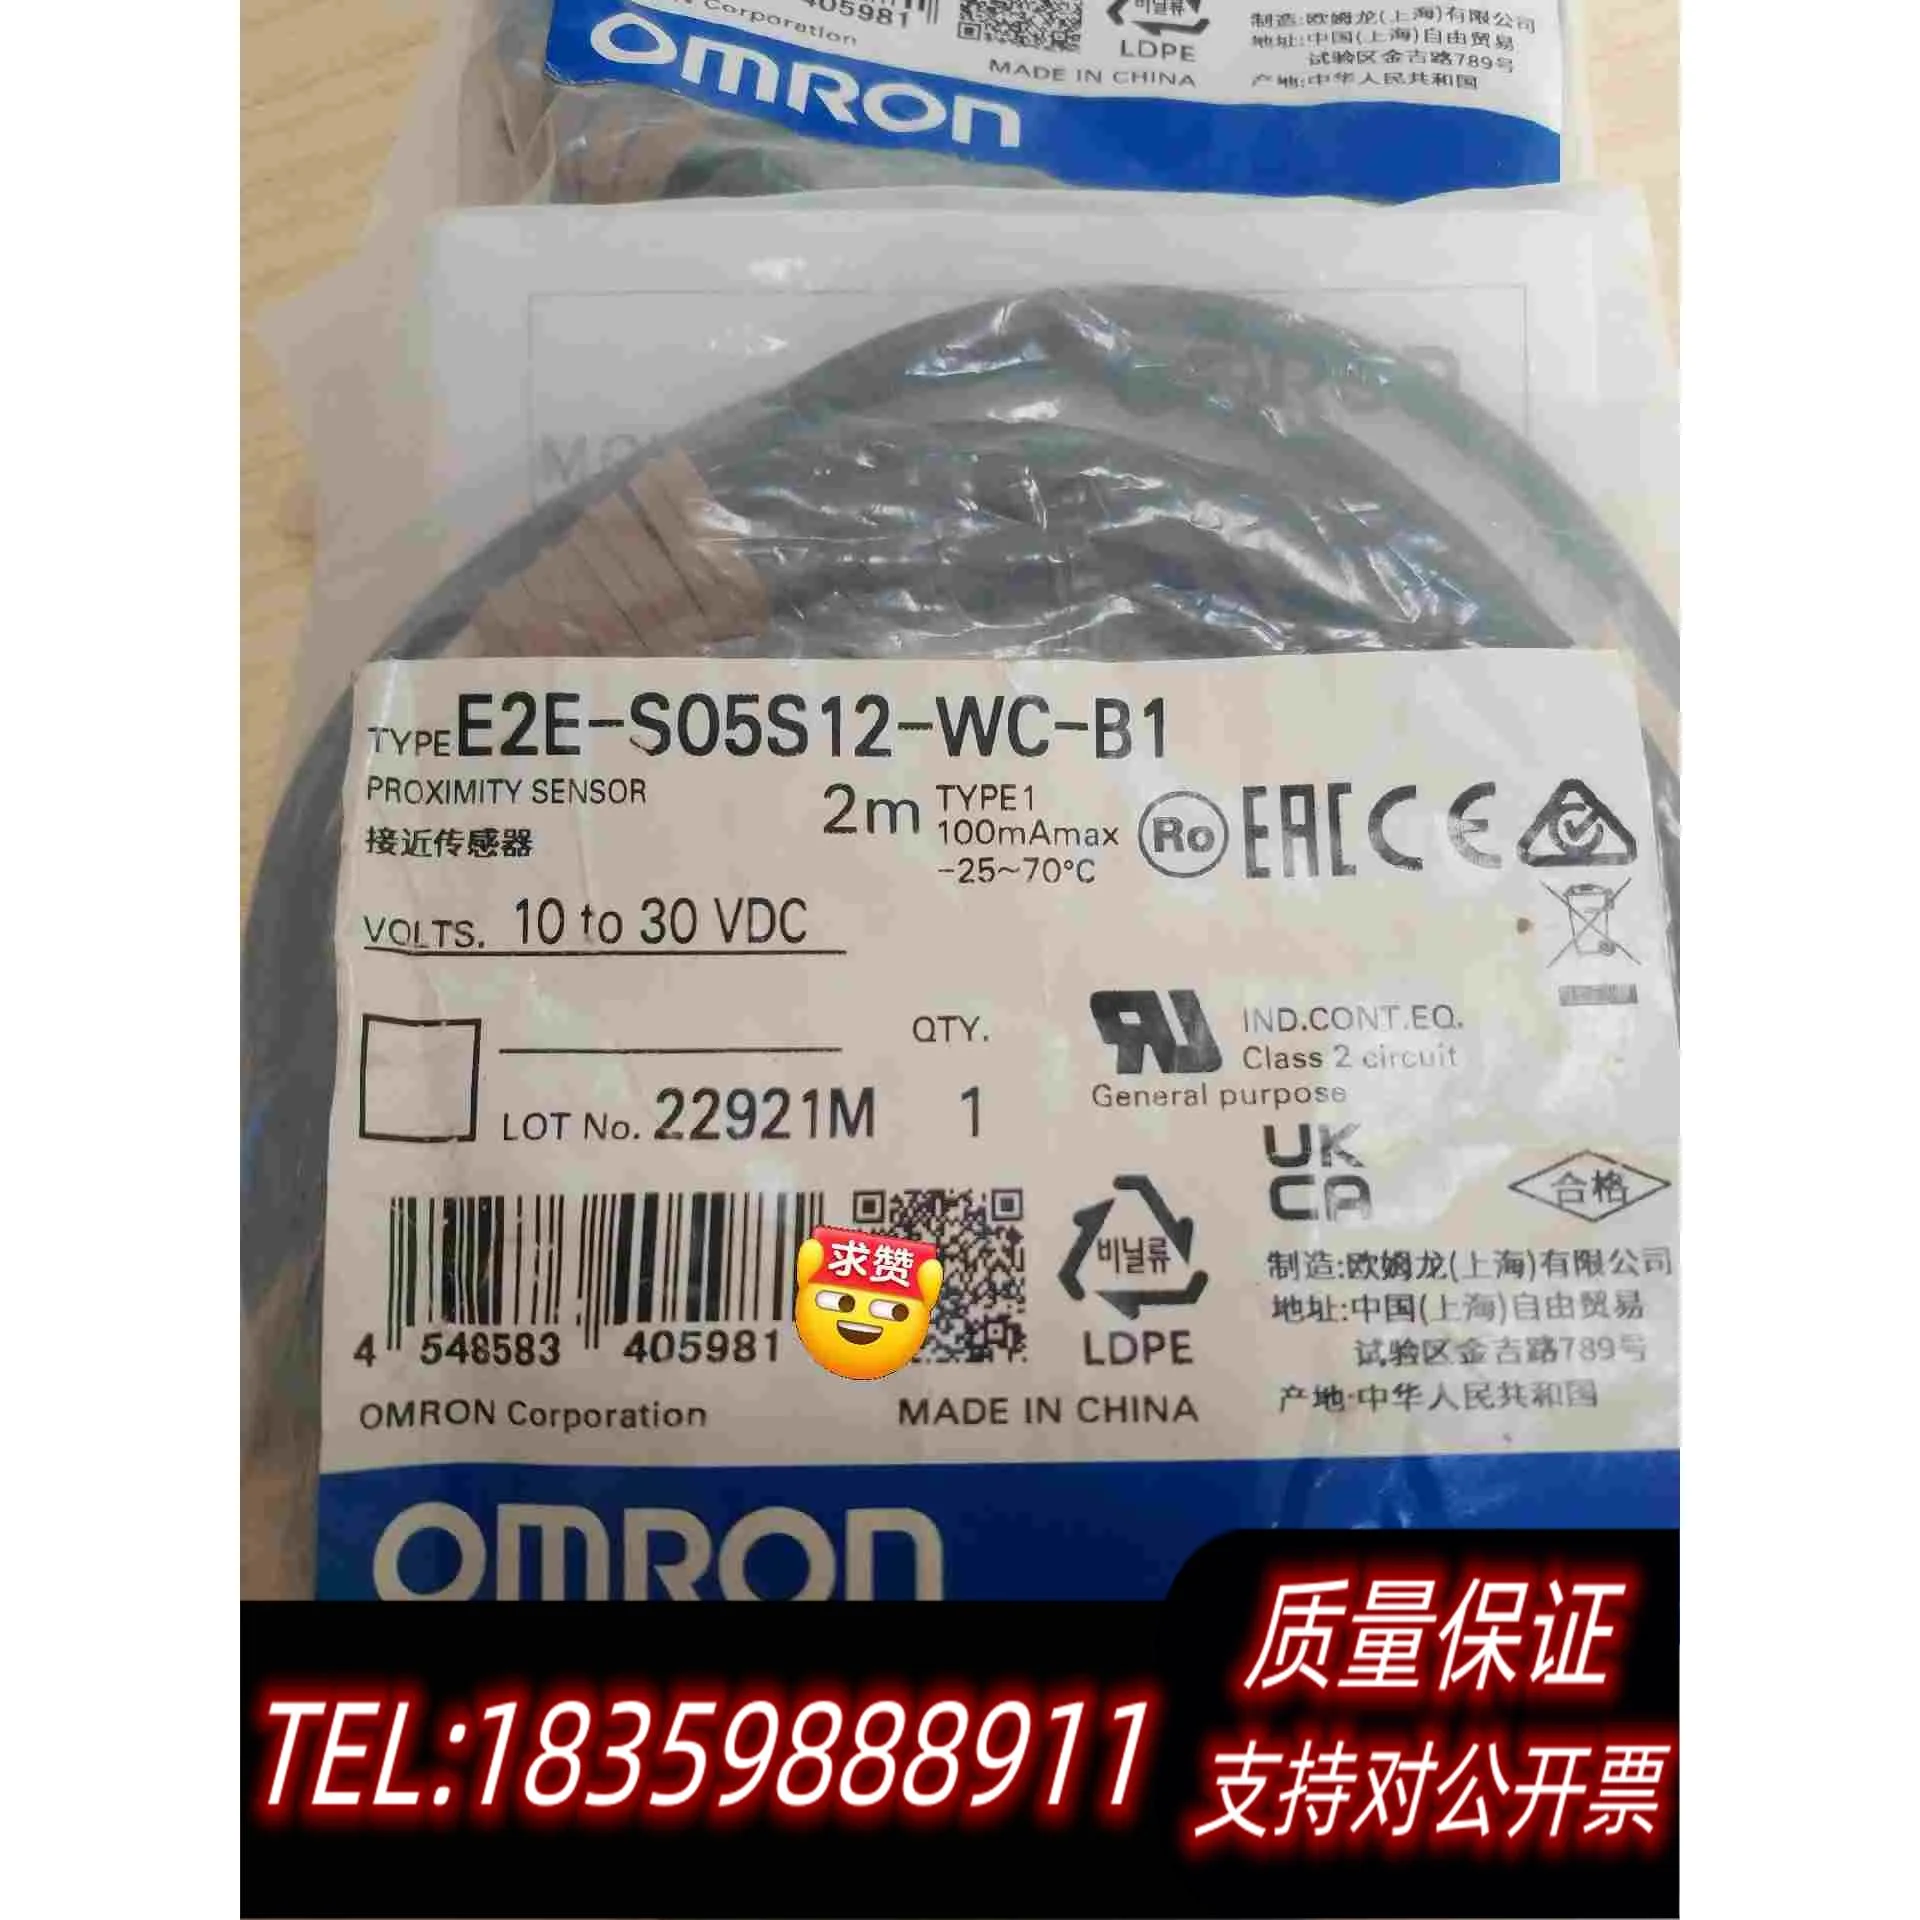 Corporation
405981
비닐류
LDPE
MADE IN CHINA
制造:欧姆龙(上海)有限公司
地址:中国(上海)自由贸易
试验区金吉路789号
产地:中华人民共和国
OMRON
TYPE E2E-S05S12-WC-B1
PROXIMITY SENSOR
接近传感器
2m
TYPE1
100mAmax
-25~70°C
Ro
EAC
CE
VOLTS. 10 to 30 VDC
QTY.
LOT No. 22921M 1
IND.CONT.EQ.
Class 2 circuit
General purpose
UK
CA
合格
求赞
비닐류
LDPE
4 548583 405981
OMRON Corporation
MADE IN CHINA
制造:欧姆龙(上海)有限公司
地址:中国(上海)自由贸易
试验区金吉路789号
产地:中华人民共和国
OMRON
TEL:18359888911
质量保证
支持对公开票